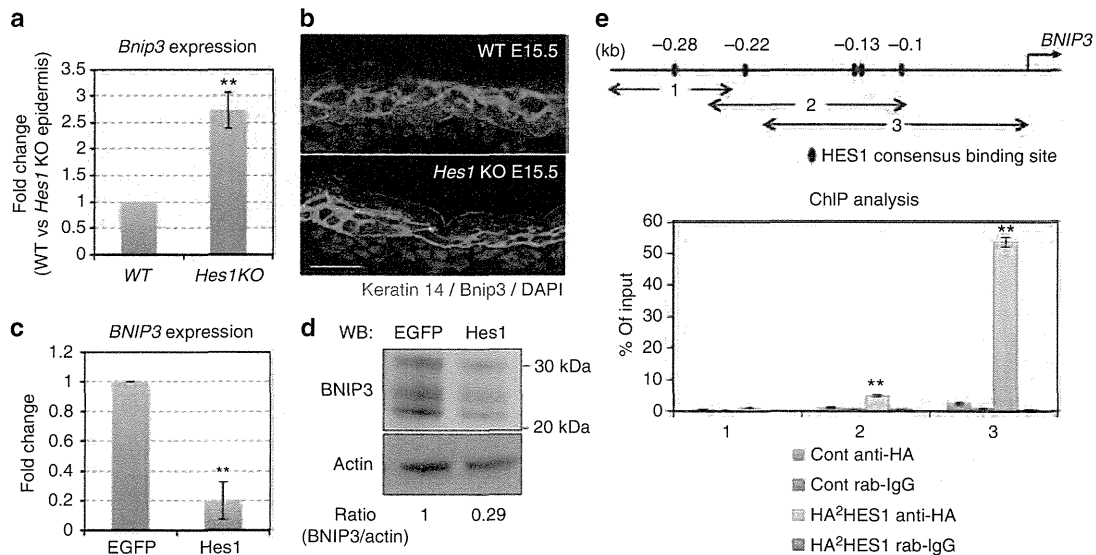 a
Bnip3 expression
Fold change
(WT vs Hes1 KO epidermis)
3.5
3
2.5
2
1.5
1
0.5
0
**
WT Hes1KO
b
WT E15.5
Hes1 KO E15.5
Keratin 14 / Bnip3 / DAPI
c
BNIP3 expression
Fold change
1.2
1
0.8
0.6
0.4
0.2
0
**
EGFP Hes1
d
WB: EGFP Hes1
BNIP3
30 kDa
20 kDa
Actin
Ratio 1 0.29
(BNIP3/actin)
e
(kb) –0.28 –0.22 –0.13 –0.1 BNIP3
1
2
3
HES1 consensus binding site
ChIP analysis
% Of input
60
50
40
30
20
10
0
**
**
1 2 3
Cont anti-HA
Cont rab-IgG
HA²HES1 anti-HA
HA²HES1 rab-IgG